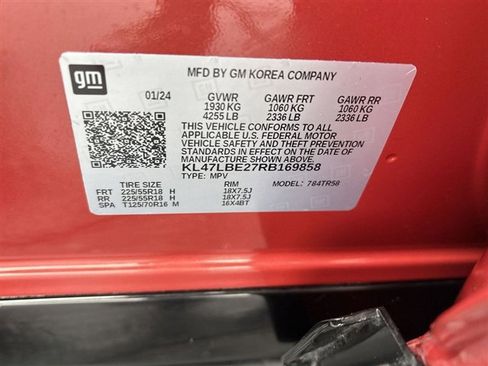 gm
MFD BY GM KOREA COMPANY
01/24 GVWR GAWR FRT GAWR RR
1930 KG 1060 KG 1060 KG
4255 LB 2336 LB 2336 LB
THIS VEHICLE CONFORMS TO ALL
APPLICABLE U.S. FEDERAL MOTOR
VEHICLE SAFETY AND THEFT
PREVENTION STANDARDS IN EFFECT ON
THE DATE OF MANUFACTURE SHOWN ABOVE.
KL47LBE27RB169858
TYPE: MPV MODEL: 784TR58
TIRE SIZE RIM
FRT 225/55R18 H 18X7.5J
RR 225/55R18 H 18X7.5J
SPA T125/70R16 M 16X4BT